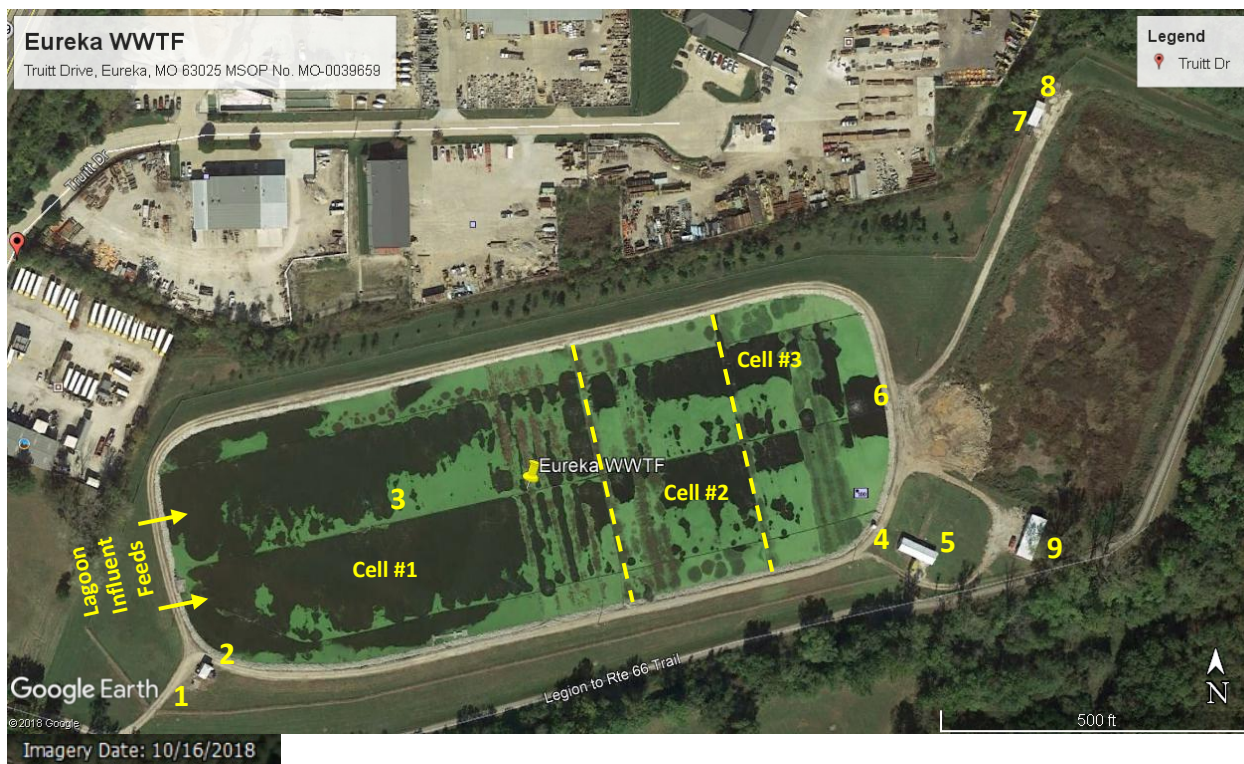 Eureka WWTF
Truitt Drive, Eureka, MO 63025 MSOP No. MO-0039659
Legend
Truitt Dr
8
7
Truitt Dr
Cell #3
6
Eureka WWTF
3
Cell #2
Lagoon
Influent
Feeds
Cell #1
4
5
9
2
1
Legion to Rte 66 Trail
Google Earth
©2018 Google
N
500 ft
Imagery Date: 10/16/2018